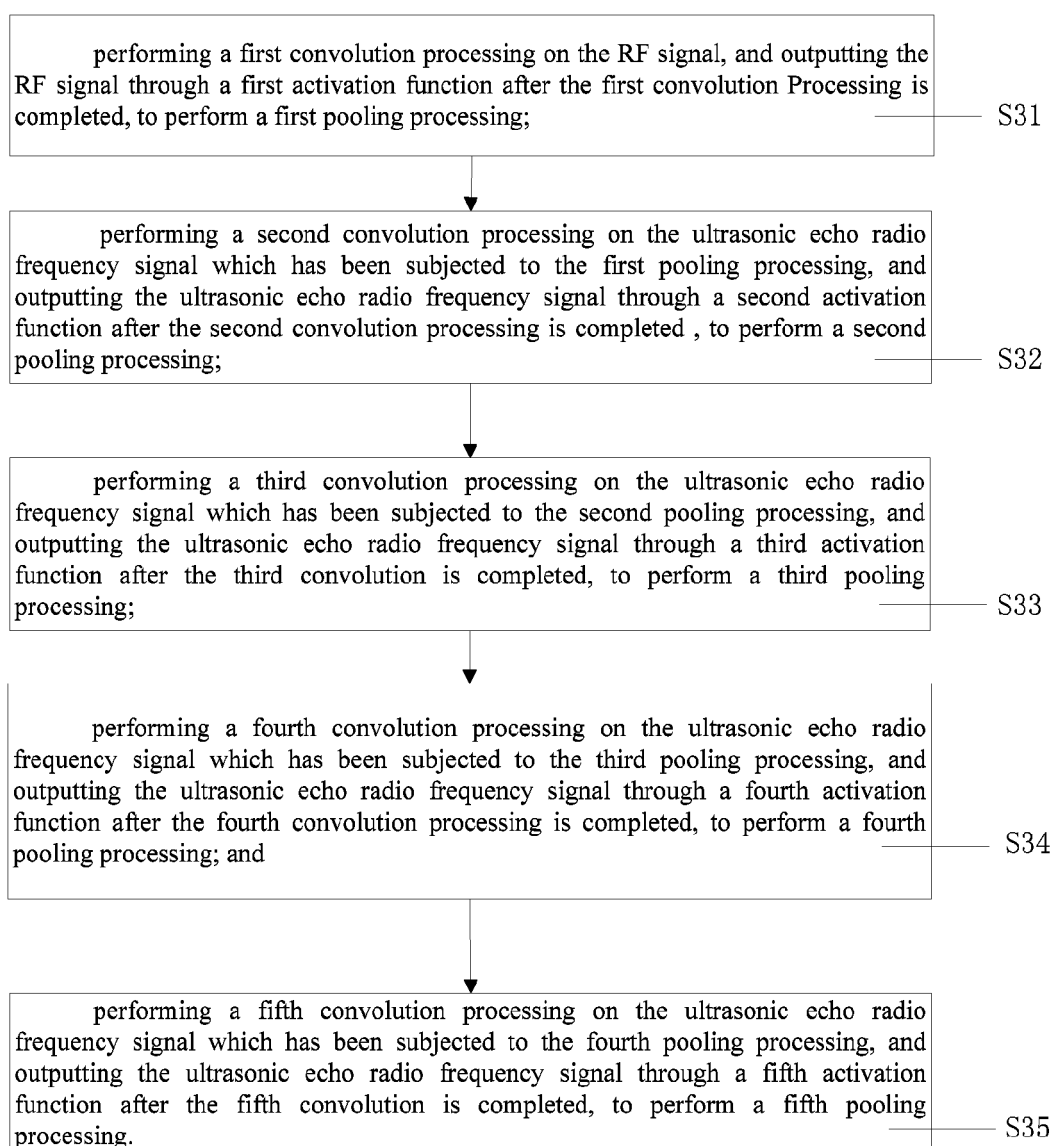 performing a first convolution processing on the RF signal, and outputting the
RF signal through a first activation function after the first convolution Processing is
completed, to perform a first pooling processing;
S31
performing a second convolution processing on the ultrasonic echo radio
frequency signal which has been subjected to the first pooling processing, and
outputting the ultrasonic echo radio frequency signal through a second activation
function after the second convolution processing is completed , to perform a second
pooling processing;
S32
performing a third convolution processing on the ultrasonic echo radio
frequency signal which has been subjected to the second pooling processing, and
outputting the ultrasonic echo radio frequency signal through a third activation
function after the third convolution is completed, to perform a third pooling
processing;
S33
performing a fourth convolution processing on the ultrasonic echo radio
frequency signal which has been subjected to the third pooling processing, and
outputting the ultrasonic echo radio frequency signal through a fourth activation
function after the fourth convolution processing is completed, to perform a fourth
pooling processing; and
S34
performing a fifth convolution processing on the ultrasonic echo radio
frequency signal which has been subjected to the fourth pooling processing, and
outputting the ultrasonic echo radio frequency signal through a fifth activation
function after the fifth convolution is completed, to perform a fifth pooling
processing.
S35